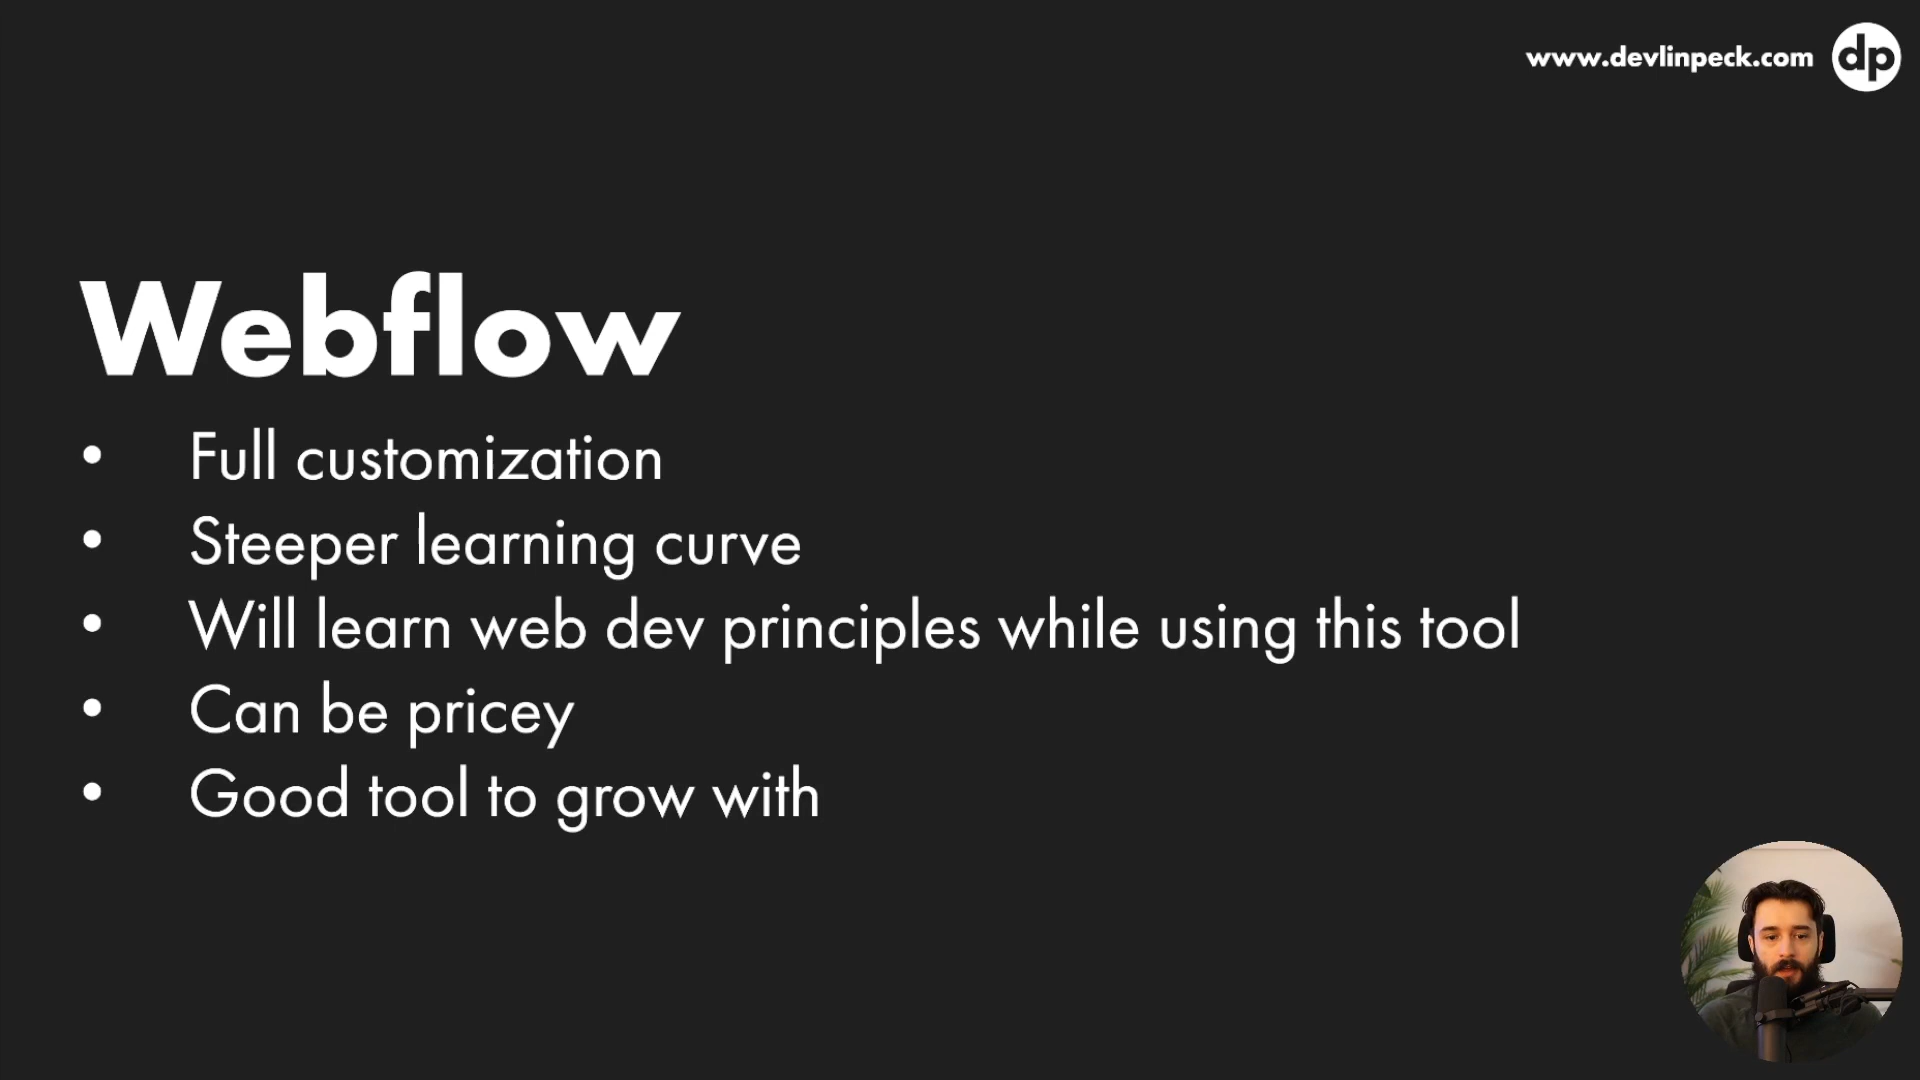 www.devlinpeck.com dp
Webflow
• Full customization
• Steeper learning curve
• Will learn web dev principles while using this tool
• Can be pricey
• Good tool to grow with